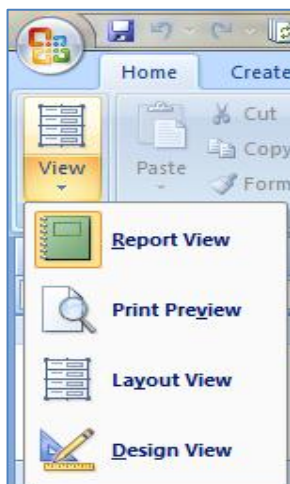 Home Create
Cut
Copy
View Paste
Form
Report View
Print Preview
Layout View
Design View